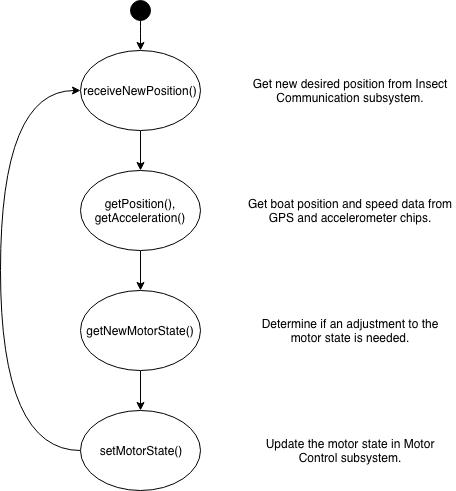 receiveNewPosition()
Get new desired position from Insect
Communication subsystem.
getPosition(),
getAcceleration()
Get boat position and speed data from
GPS and accelerometer chips.
getNewMotorState()
Determine if an adjustment to the
motor state is needed.
setMotorState()
Update the motor state in Motor
Control subsystem.